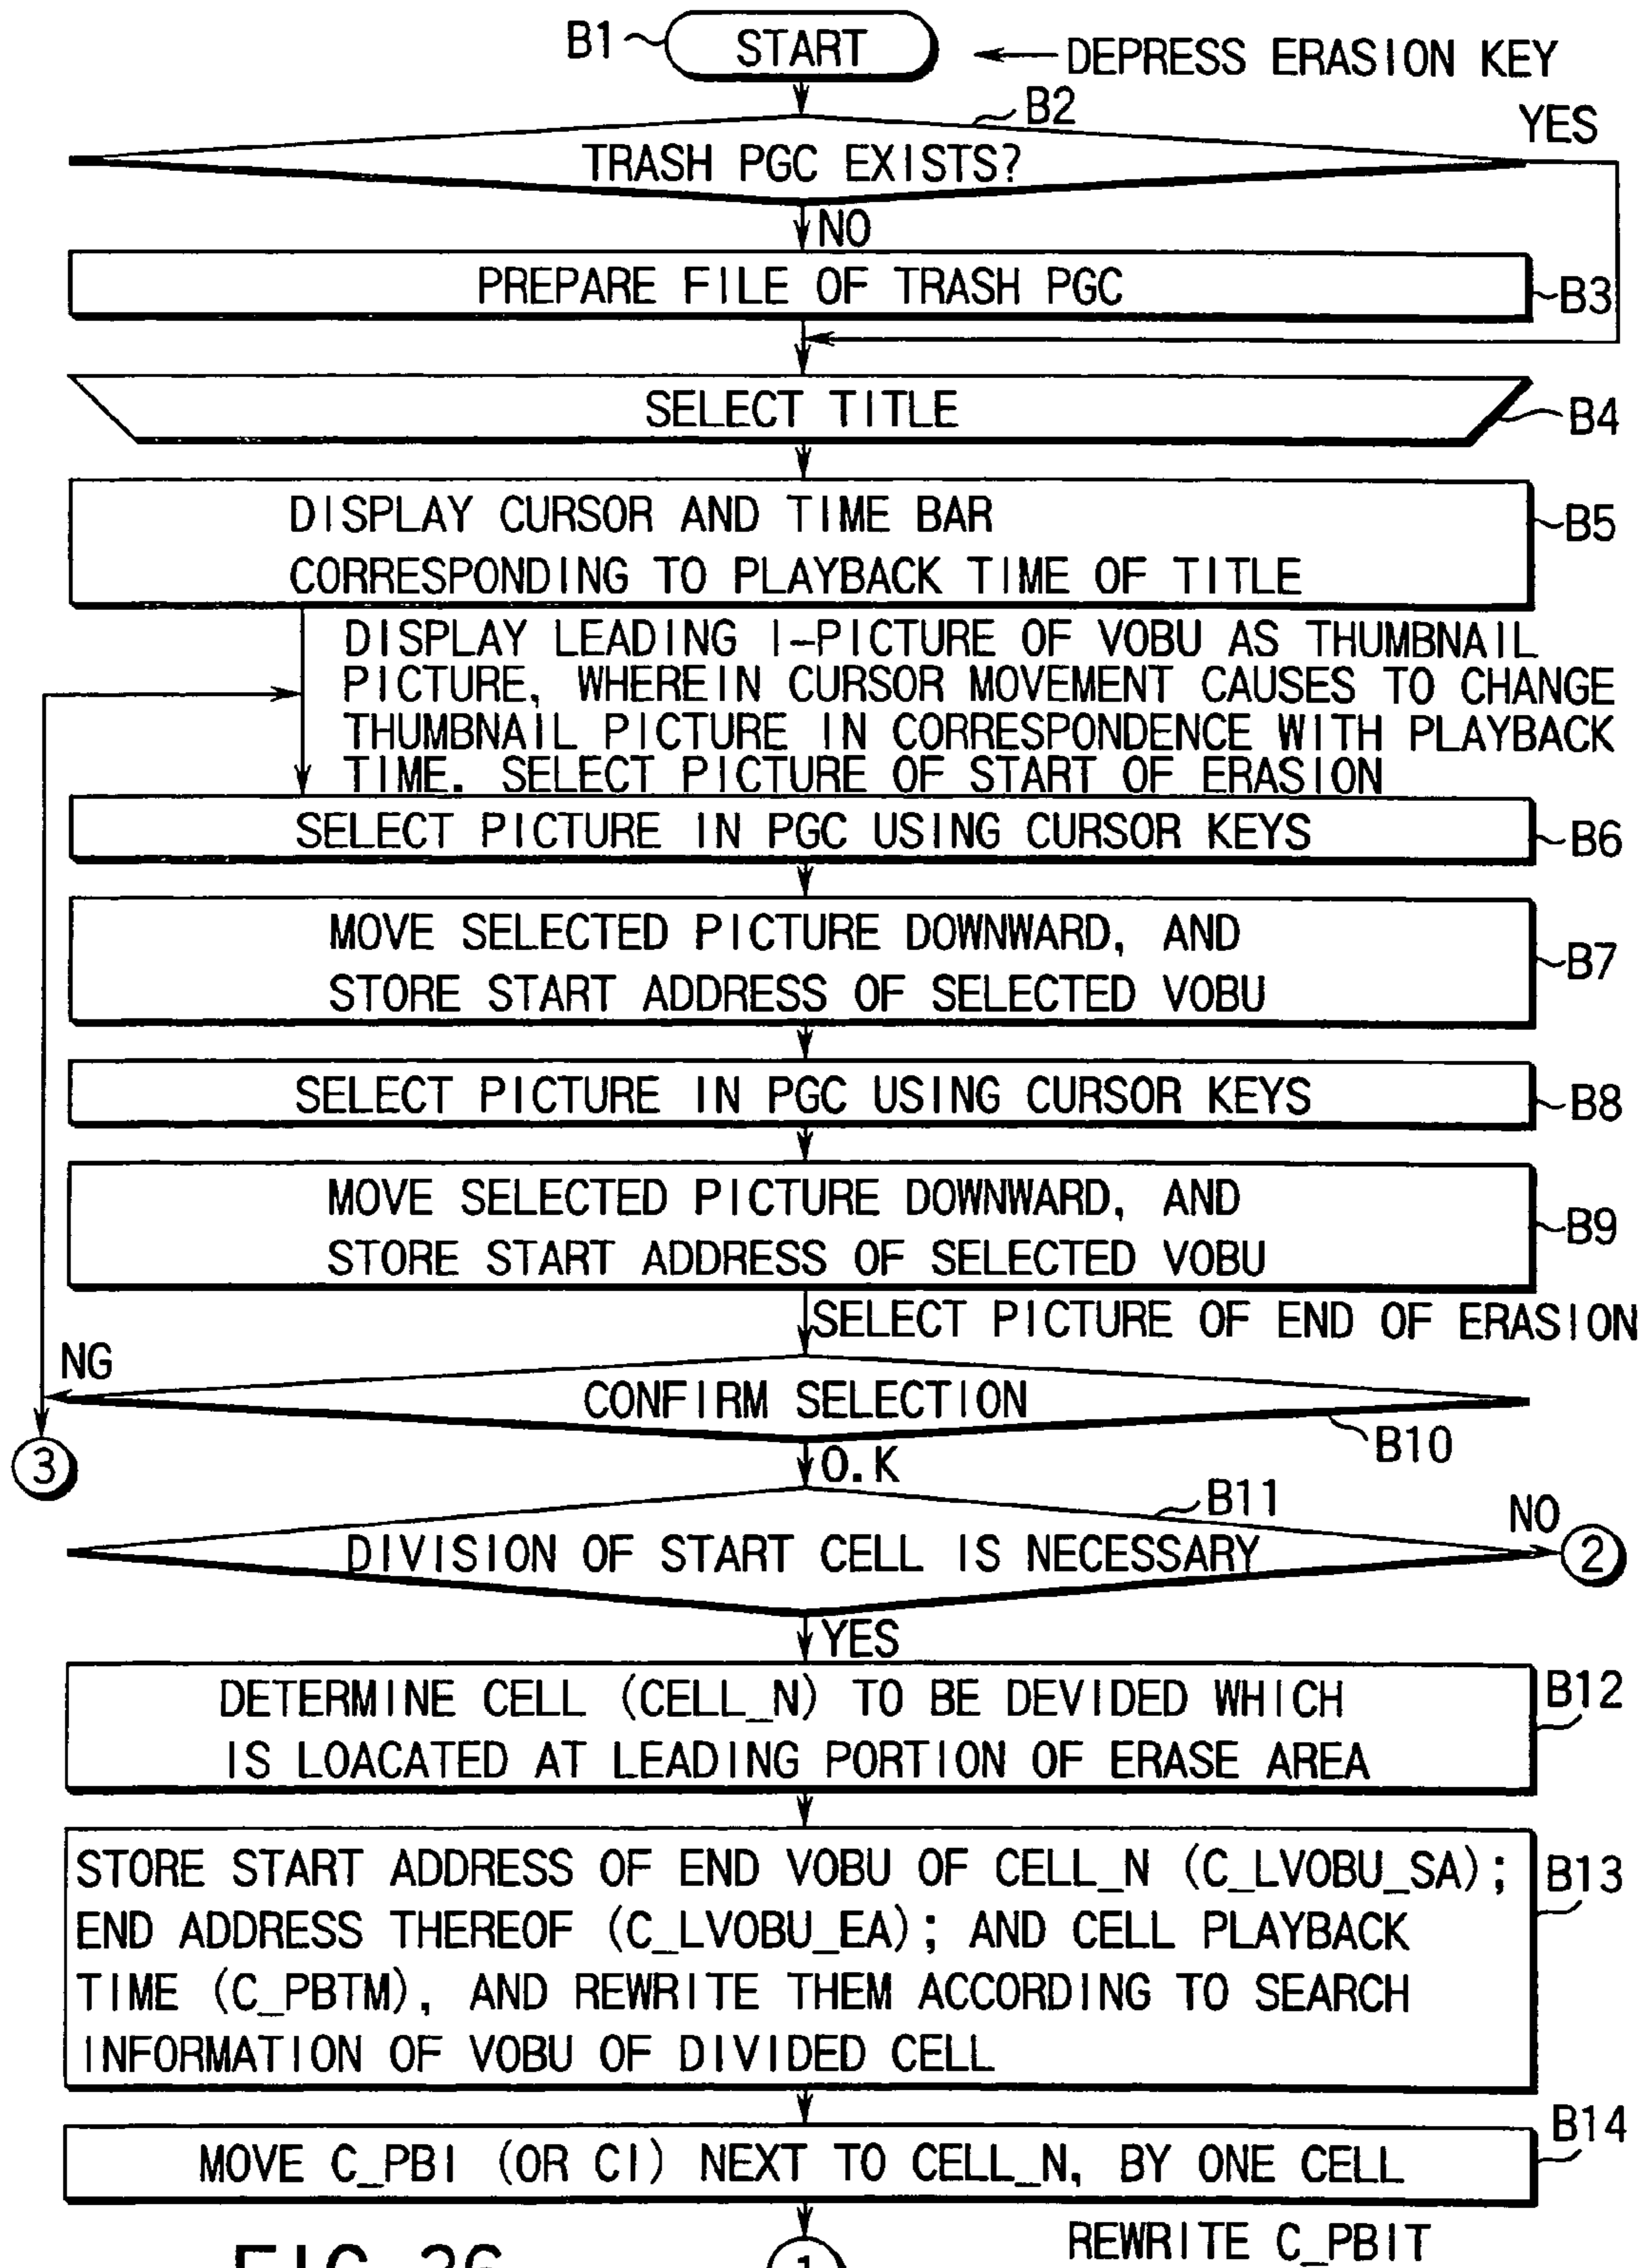 B1 START DEPRESS ERASION KEY
B2 YES
TRASH PGC EXISTS?
NO
PREPARE FILE OF TRASH PGC
B3
SELECT TITLE
B4
DISPLAY CURSOR AND TIME BAR
CORRESPONDING TO PLAYBACK TIME OF TITLE
B5
DISPLAY LEADING I-PICTURE OF VOBU AS THUMBNAIL
PICTURE, WHEREIN CURSOR MOVEMENT CAUSES TO CHANGE
THUMBNAIL PICTURE IN CORRESPONDENCE WITH PLAYBACK
TIME. SELECT PICTURE OF START OF ERASION
SELECT PICTURE IN PGC USING CURSOR KEYS
B6
MOVE SELECTED PICTURE DOWNWARD, AND
STORE START ADDRESS OF SELECTED VOBU
B7
SELECT PICTURE IN PGC USING CURSOR KEYS
B8
MOVE SELECTED PICTURE DOWNWARD, AND
STORE START ADDRESS OF SELECTED VOBU
B9
SELECT PICTURE OF END OF ERASION
NG
CONFIRM SELECTION
B10
3
O.K
B11
NO
DIVISION OF START CELL IS NECESSARY
2
YES
DETERMINE CELL (CELL_N) TO BE DEVIDED WHICH
IS LOACATED AT LEADING PORTION OF ERASE AREA
B12
STORE START ADDRESS OF END VOBU OF CELL_N (C_LVOBU_SA);
END ADDRESS THEREOF (C_LVOBU_EA); AND CELL PLAYBACK
TIME (C_PBTM), AND REWRITE THEM ACCORDING TO SEARCH
INFORMATION OF VOBU OF DIVIDED CELL
B13
MOVE C_PBI (OR CI) NEXT TO CELL_N, BY ONE CELL
B14
REWRITE C_PBIT
1